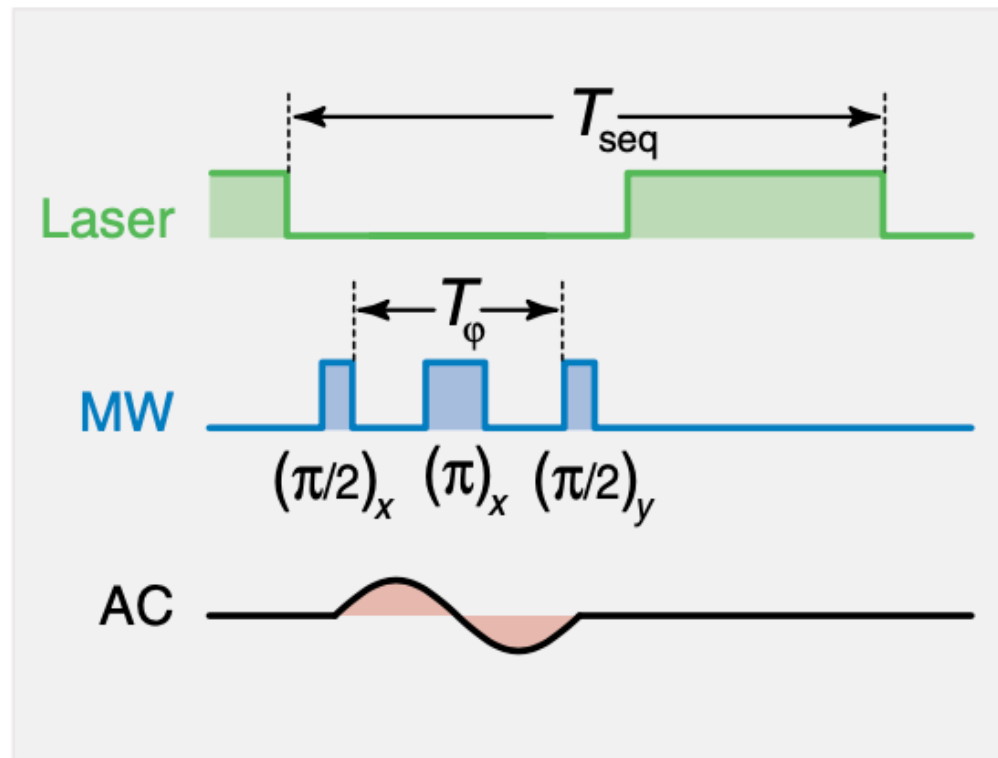 T_seq
Laser
T_φ
MW
(π/2)_x (π)_x (π/2)_y
AC